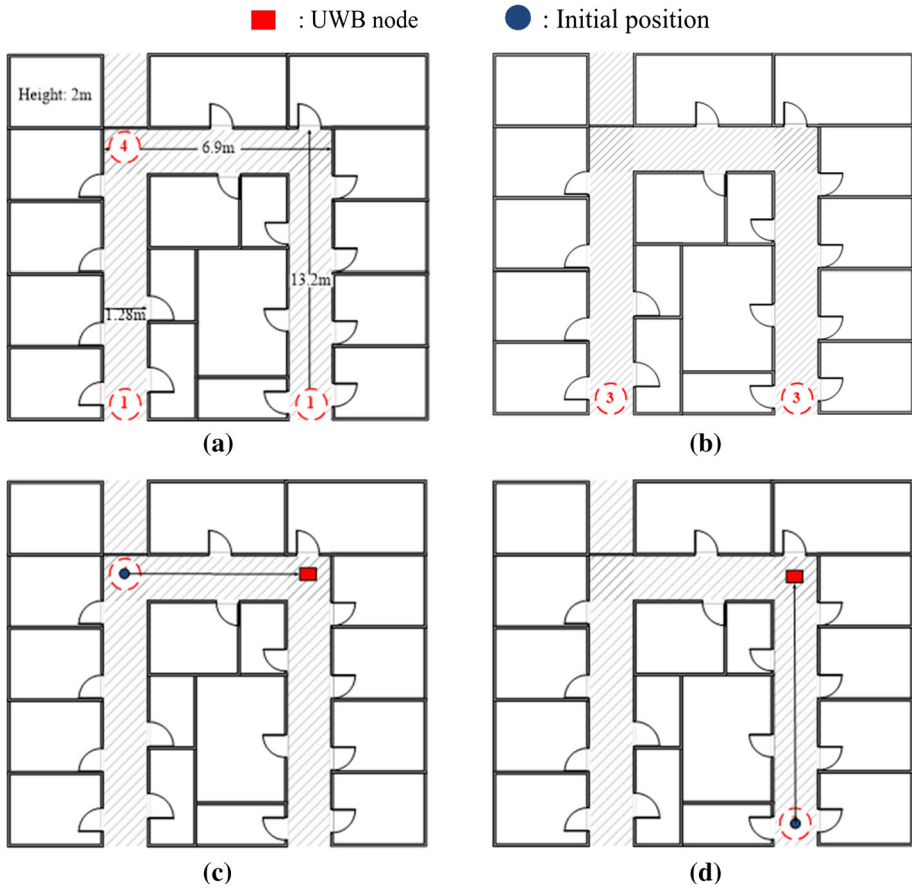 : UWB node : Initial position
Height: 2m
4
6.9m
13.2m
1.28m
1 1
3 3
(a) (b)
(c) (d)